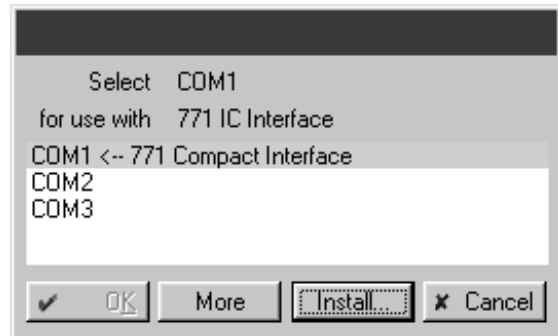 Select COM1
for use with 771 IC Interface
COM1 <-- 771 Compact Interface
COM2
COM3
OK More Install... Cancel